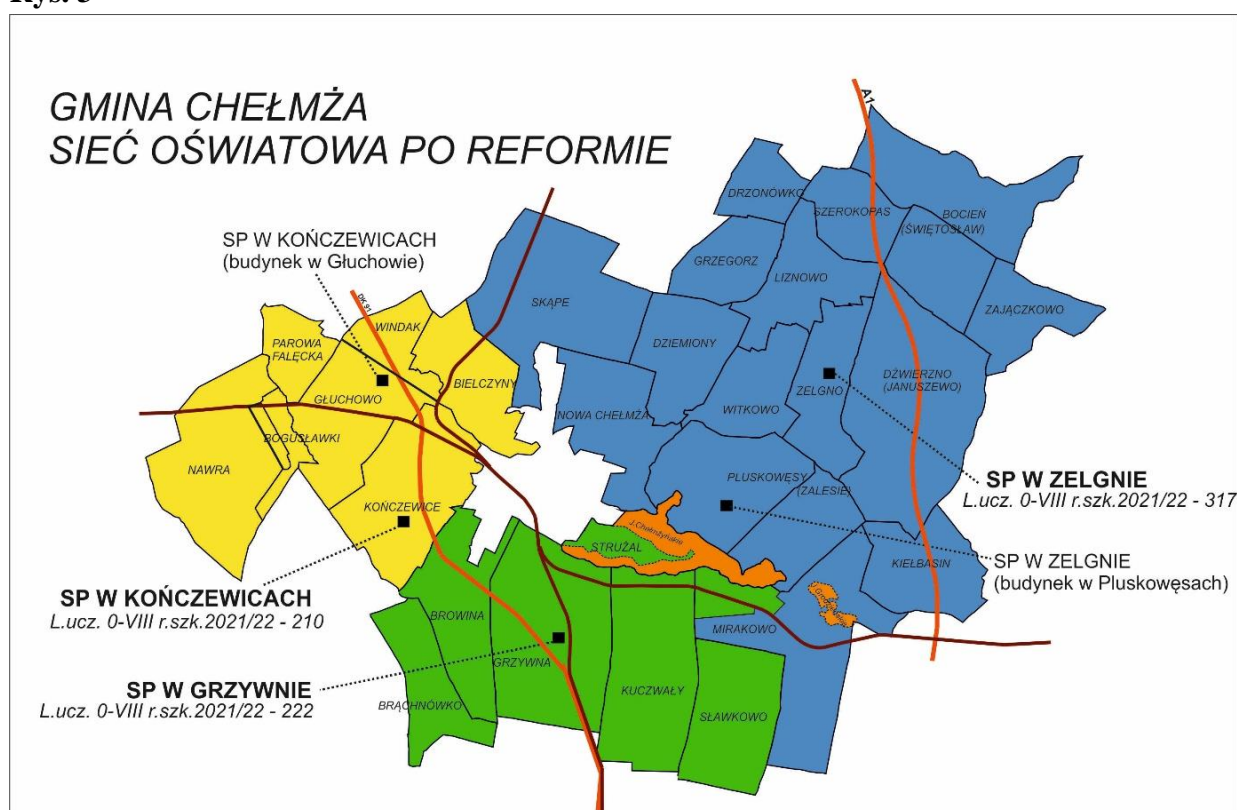 GMINA CHEŁMŻA
SIEĆ OŚWIATOWA PO REFORMIE
A1
DRZONÓWKO
SZEROKOPAS
BOCIEŃ
(ŚWIĘTOSŁAW)
SP W KOŃCZEWICACH
(budynek w Głuchowie)
GRZEGORZ
LIZNOWO
DK 91
SKĄPE
ZAJĄCZKOWO
WINDAK
PAROWA
FALĘCKA
DZIEMIONY
BIELCZYNY
DŹWIERZNO
(JANUSZEWO)
GŁUCHOWO
ZELGNO
WITKOWO
NOWA CHEŁMŻA
BOGUSŁAWKI
NAWRA
PLUSKOWĘSY
(ZALESIE)
SP W ZELGNIE
L.ucz. 0-VIII r.szk.2021/22 - 317
KOŃCZEWICE
J.Chełmżyńskie
STRUŻAL
KIEŁBASIN
SP W ZELGNIE
(budynek w Pluskowęsach)
SP W KOŃCZEWICACH
L.ucz. 0-VIII r.szk.2021/22 - 210
BROWINA
MIRAKOWO
GRZYWNA
SP W GRZYWNIE
L.ucz. 0-VIII r.szk.2021/22 - 222
KUCZWAŁY
BRĄCHNÓWKO
SŁAWKOWO